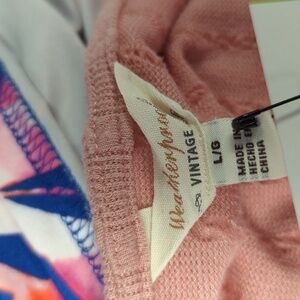 Weatherproof
VINTAGE
L/G
MADE IN
HECHO EN
CHINA